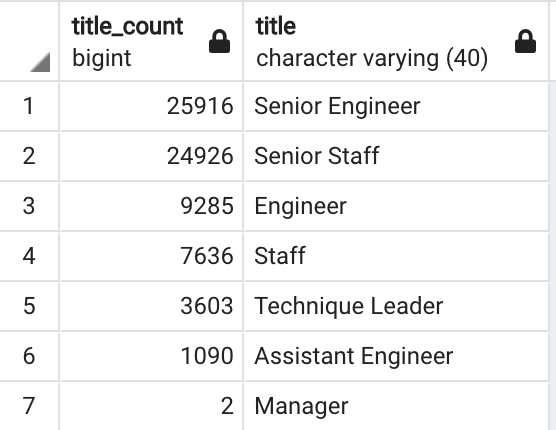 title_count title
bigint character varying (40)
1 25916 Senior Engineer
2 24926 Senior Staff
3 9285 Engineer
4 7636 Staff
5 3603 Technique Leader
6 1090 Assistant Engineer
7 2 Manager